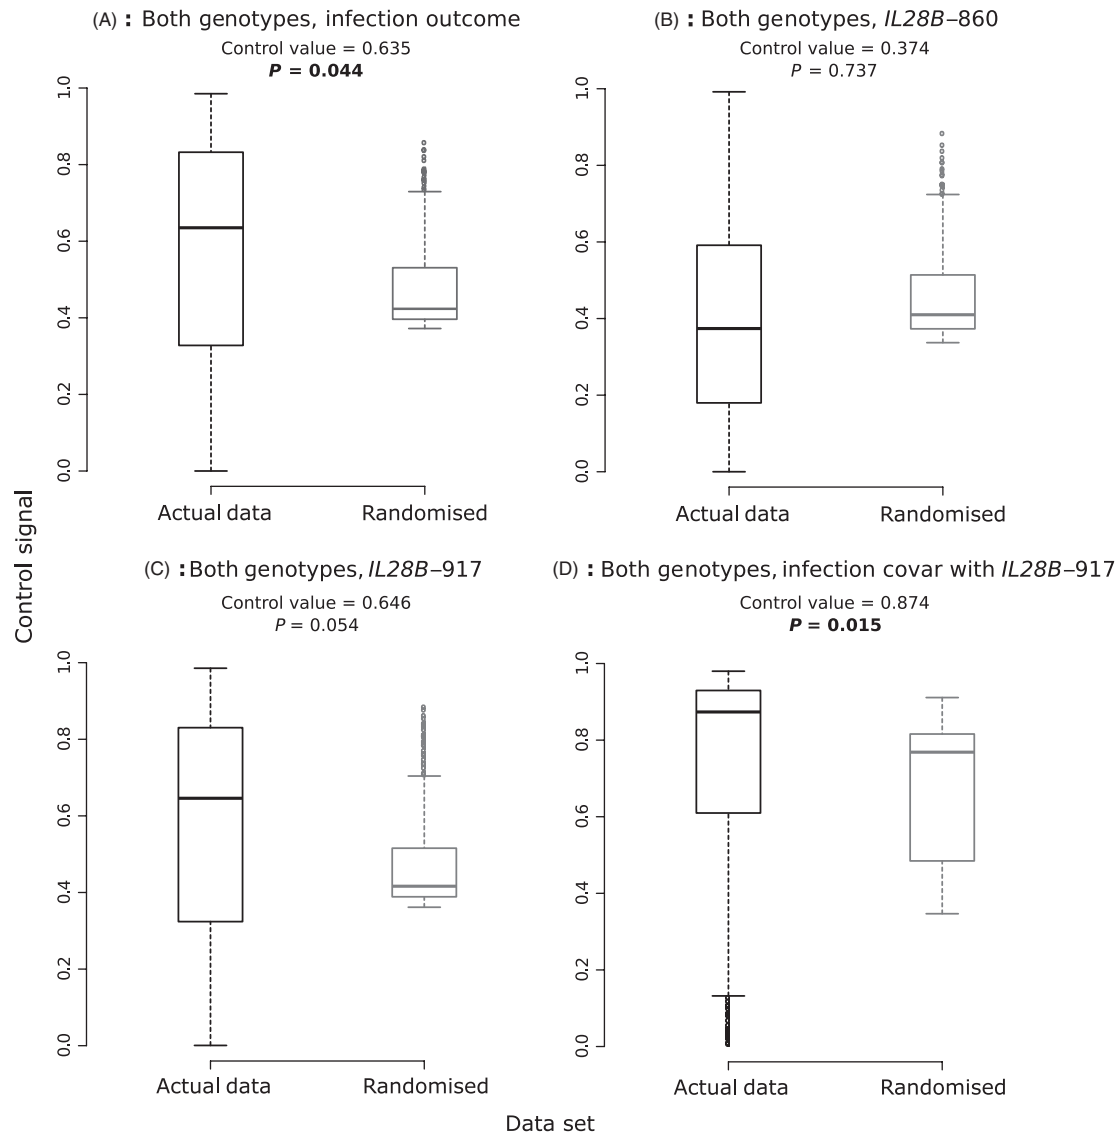 (A) : Both genotypes, infection outcome
Control value = 0.635
P = 0.044
1.0
0.8
0.6
0.4
0.2
0.0
Actual data Randomised
(B) : Both genotypes, IL28B–860
Control value = 0.374
P = 0.737
1.0
0.8
0.6
0.4
0.2
0.0
Actual data Randomised
Control signal
(C) : Both genotypes, IL28B–917
Control value = 0.646
P = 0.054
1.0
0.8
0.6
0.4
0.2
0.0
Actual data Randomised
(D) : Both genotypes, infection covar with IL28B–917
Control value = 0.874
P = 0.015
1.0
0.8
0.6
0.4
0.2
0.0
Actual data Randomised
Data set